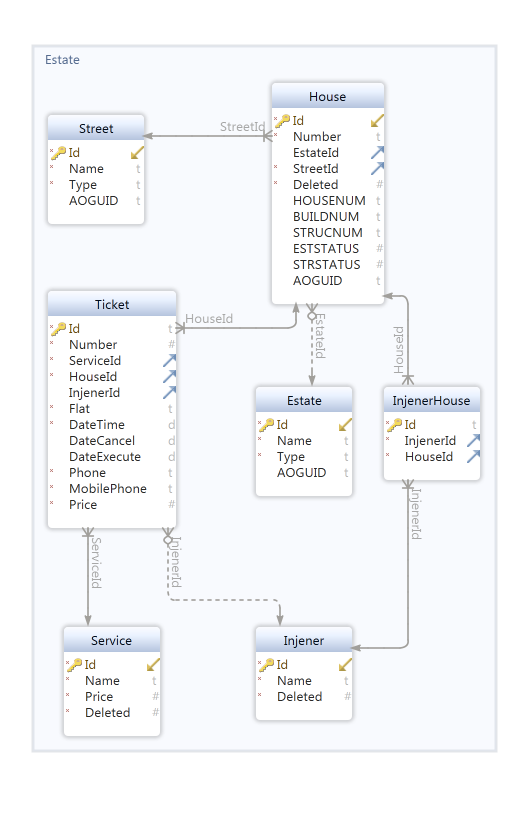 Estate
House
Id
Number t
EstateId
StreetId
Deleted #
HOUSENUM t
BUILDNUM t
STRUCNUM t
ESTSTATUS #
STRSTATUS #
AOGUID t
StreetId
Street
Id
Name t
Type t
AOGUID t
Ticket
Id t
Number #
ServiceId
HouseId
InjenerId
Flat t
DateTime d
DateCancel d
DateExecute d
Phone t
MobilePhone t
Price #
HouseId
EstateId
HouseId
Estate
Id
Name t
Type t
AOGUID t
InjenerHouse
Id t
InjenerId
HouseId
ServiceId
InjenerId
InjenerId
Service
Id
Name t
Price #
Deleted #
Injener
Id
Name t
Deleted #